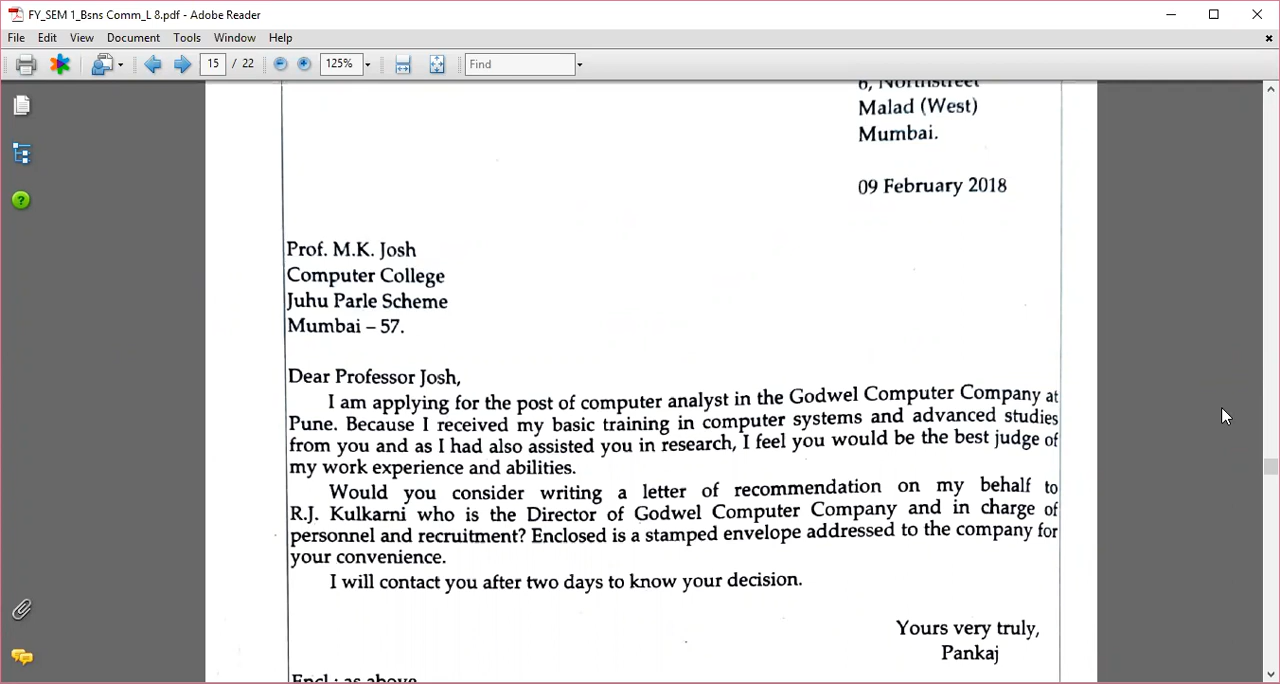 FY_SEM 1_Bsns Comm_L 8.pdf - Adobe Reader
File Edit View Document Tools Window Help
15 / 22 125% Find
6, Northstreet
Malad (West)
Mumbai.
09 February 2018
Prof. M.K. Josh
Computer College
Juhu Parle Scheme
Mumbai – 57.
Dear Professor Josh,
I am applying for the post of computer analyst in the Godwel Computer Company at
Pune. Because I received my basic training in computer systems and advanced studies
from you and as I had also assisted you in research, I feel you would be the best judge of
my work experience and abilities.
Would you consider writing a letter of recommendation on my behalf to
R.J. Kulkarni who is the Director of Godwel Computer Company and in charge of
personnel and recruitment? Enclosed is a stamped envelope addressed to the company for
your convenience.
I will contact you after two days to know your decision.
Yours very truly,
Pankaj
Encl : as above